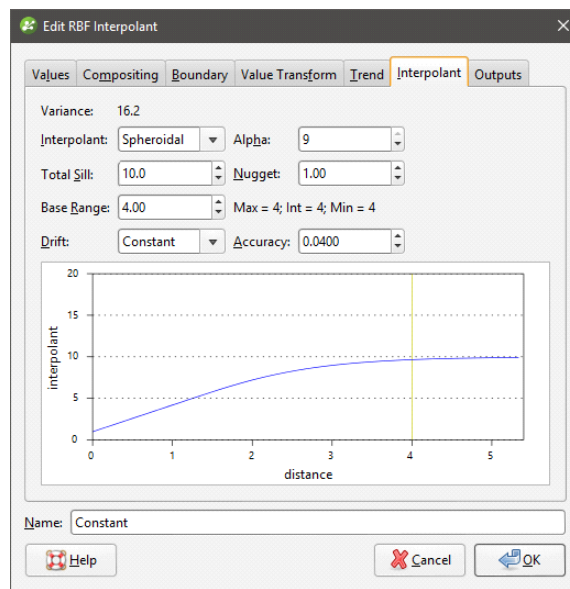 Edit RBF Interpolant
Values Compositing Boundary Value Transform Trend Interpolant Outputs
Variance: 16.2
Interpolant: Spheroidal Alpha: 9
Total Sill: 10.0 Nugget: 1.00
Base Range: 4.00 Max = 4; Int = 4; Min = 4
Drift: Constant Accuracy: 0.0400
20
15
10
5
0
interpolant
0 1 2 3 4 5
distance
Name: Constant
Help Cancel OK